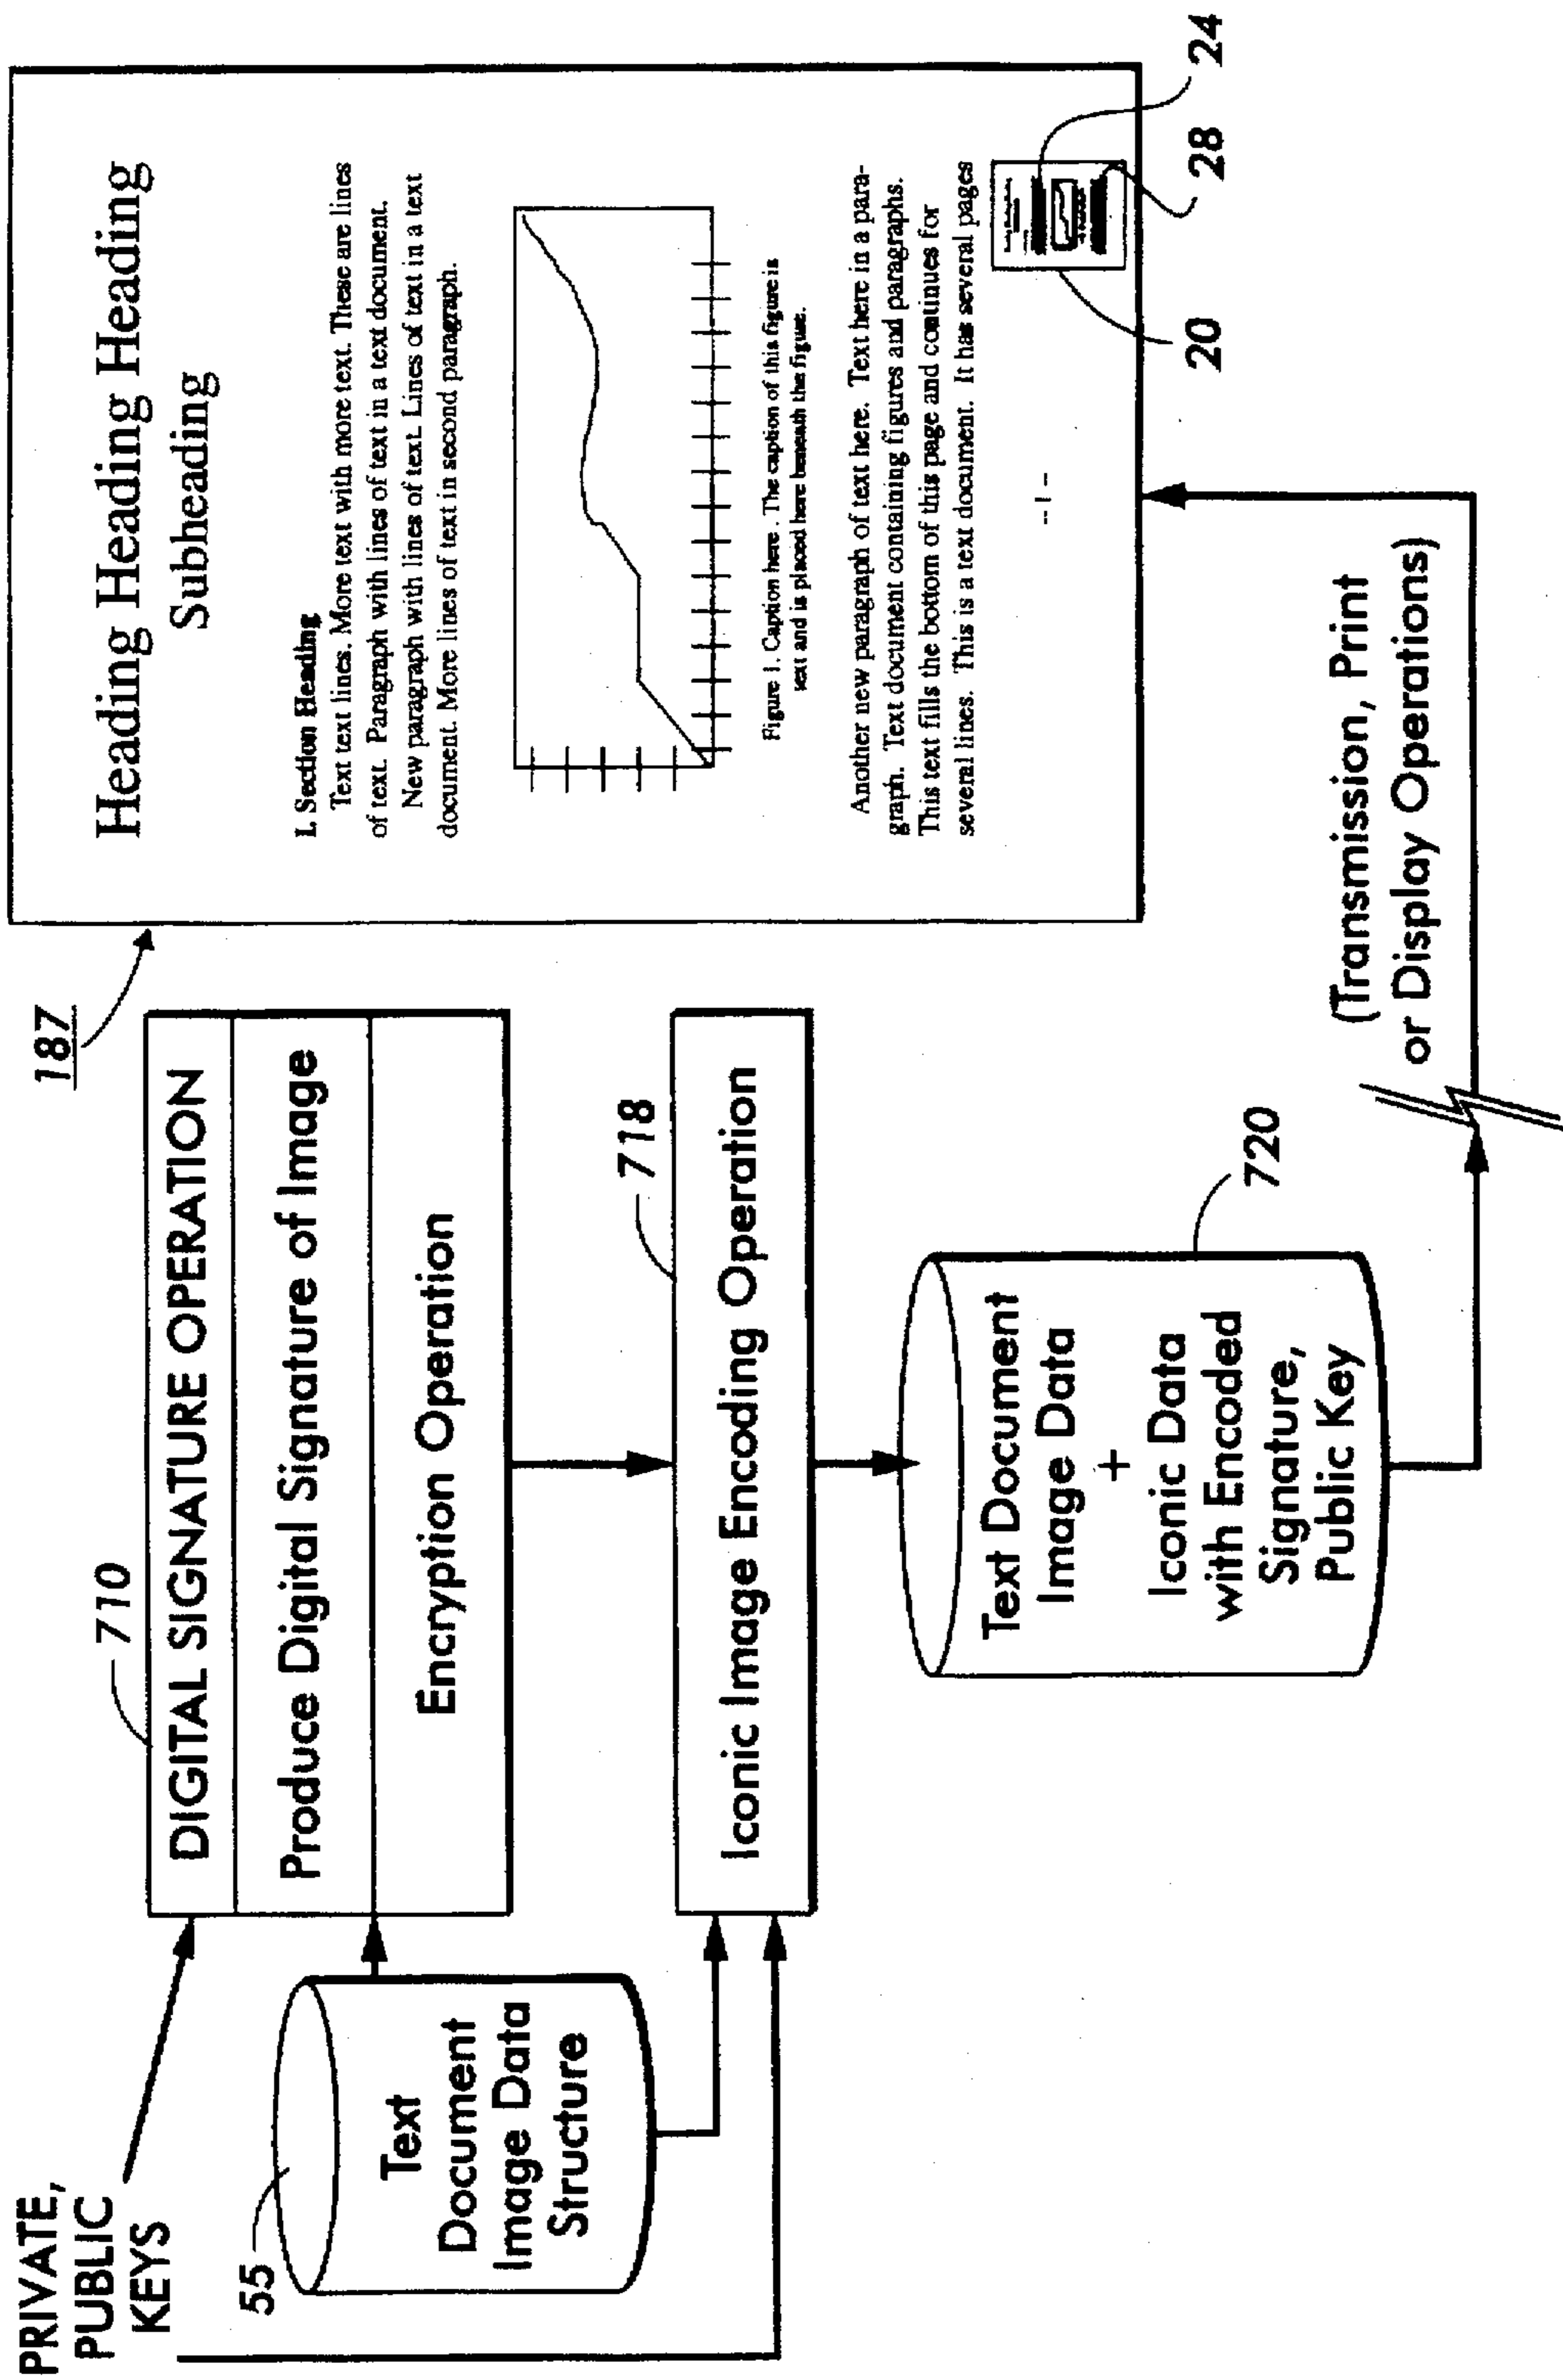 PRIVATE,
PUBLIC
KEYS
55
Text
Document
Image Data
Structure
710
DIGITAL SIGNATURE OPERATION
Produce Digital Signature of Image
Encryption Operation
718
Iconic Image Encoding Operation
Text Document
Image Data
+
Iconic Data
with Encoded
Signature,
Public Key
720
(Transmission, Print
or Display Operations)
187
Heading Heading Heading
Subheading
I. Section Heading
Text text lines. More text with more text. These are lines
of text. Paragraph with lines of text in a text document.
New paragraph with lines of text. Lines of text in a text
document. More lines of text in second paragraph.
Figure 1. Caption here. The caption of this figure is
text and is placed here beneath the figure.
Another new paragraph of text here. Text here in a para-
graph. Text document containing figures and paragraphs.
This text fills the bottom of this page and continues for
several lines. This is a text document. It has several pages
-- 1 --
20
28
24